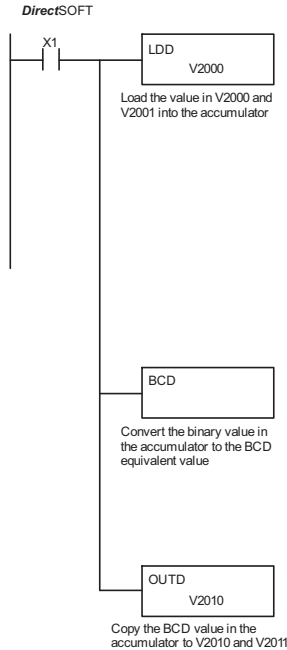 DirectSOFT
X1
LDD
V2000
Load the value in V2000 and
V2001 into the accumulator
BCD
Convert the binary value in
the accumulator to the BCD
equivalent value
OUTD
V2010
Copy the BCD value in the
accumulator to V2010 and V2011